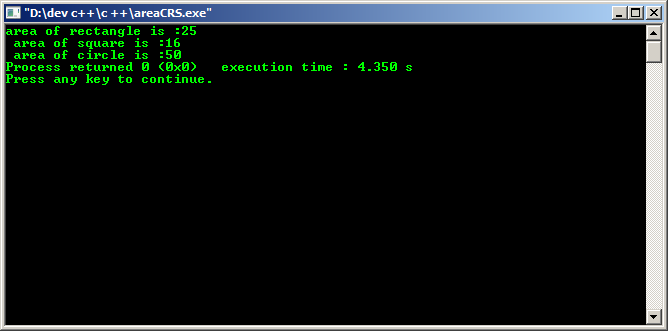 "D:\dev c++\c ++\areaCRS.exe"
area of rectangle is :25
 area of square is :16
 area of circle is :50
Process returned 0 (0x0)   execution time : 4.350 s
Press any key to continue.